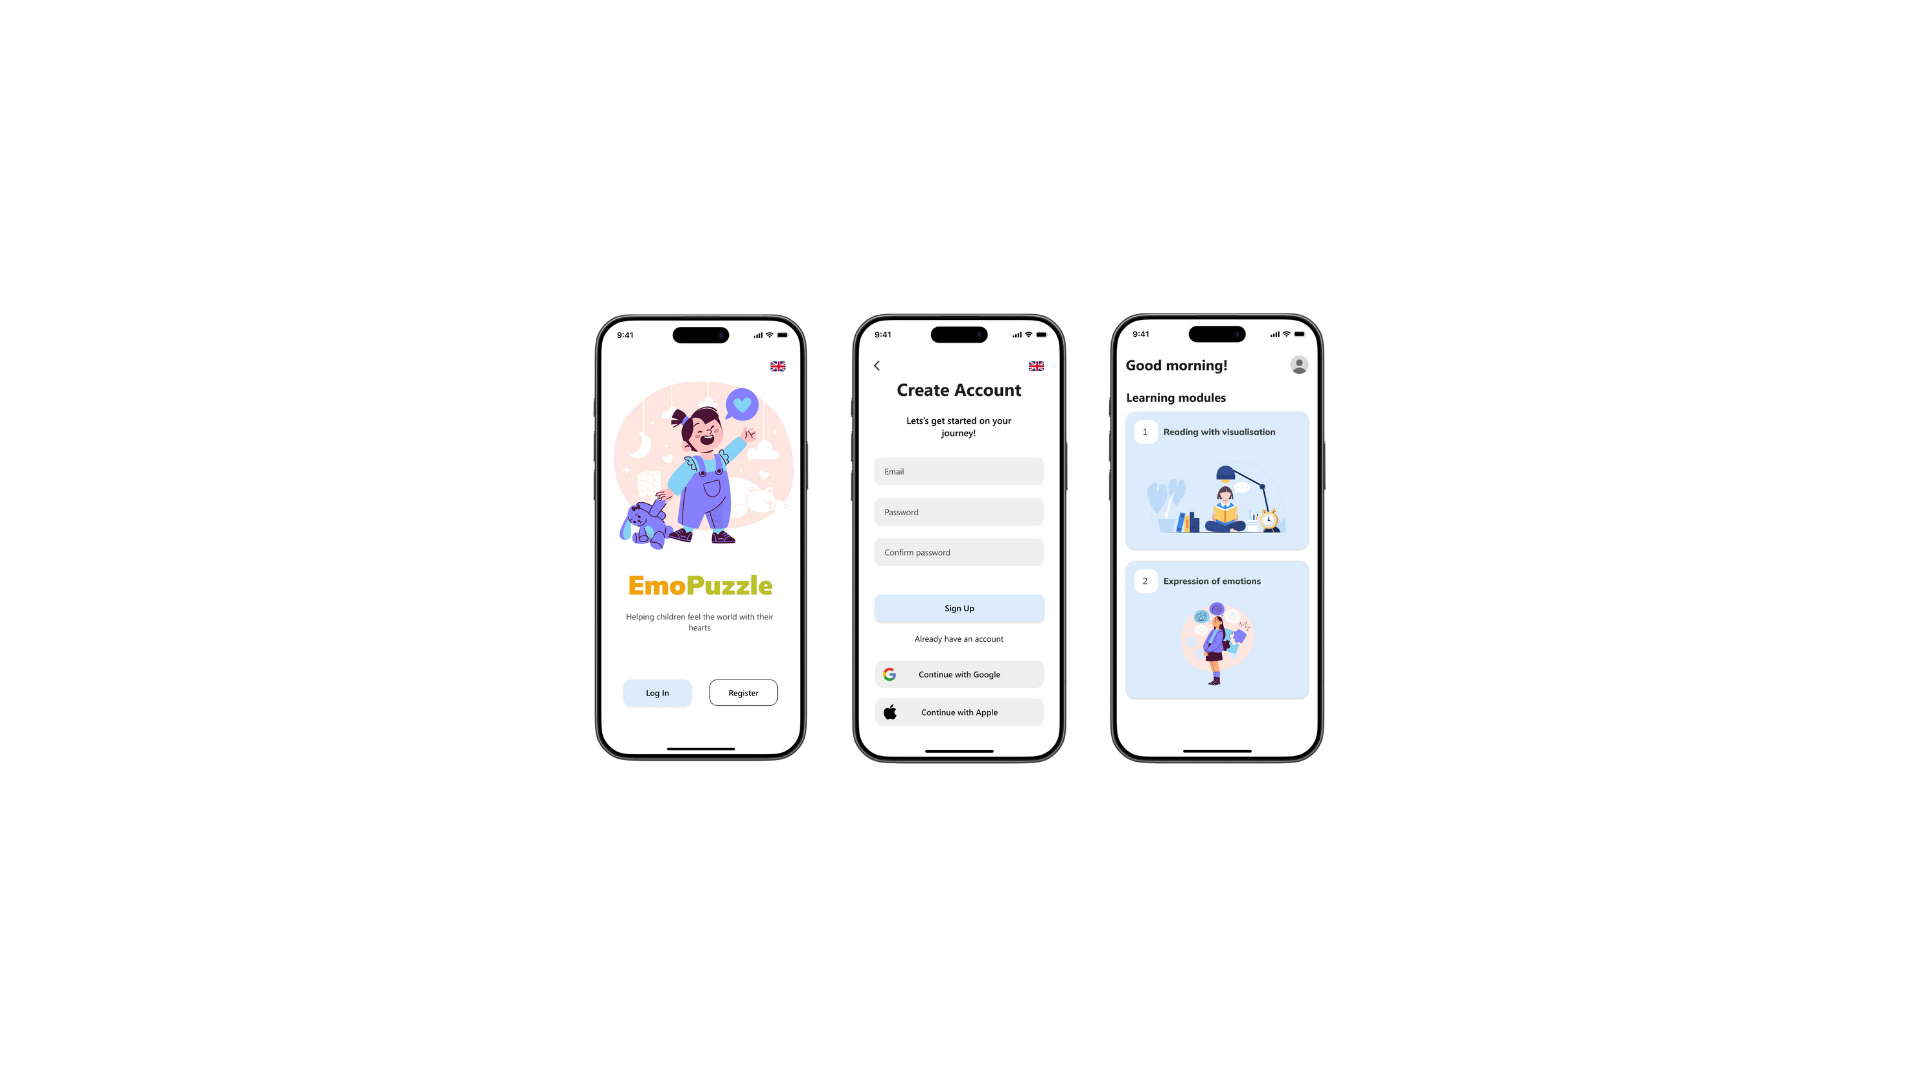 9:41
EmoPuzzle
Helping children feel the world with their
hearts
Log In
Register
9:41
Create Account
Lets's get started on your
journey!
Email
Password
Confirm password
Sign Up
Already have an account
Continue with Google
Continue with Apple
9:41
Good morning!
Learning modules
1 Reading with visualisation
2 Expression of emotions